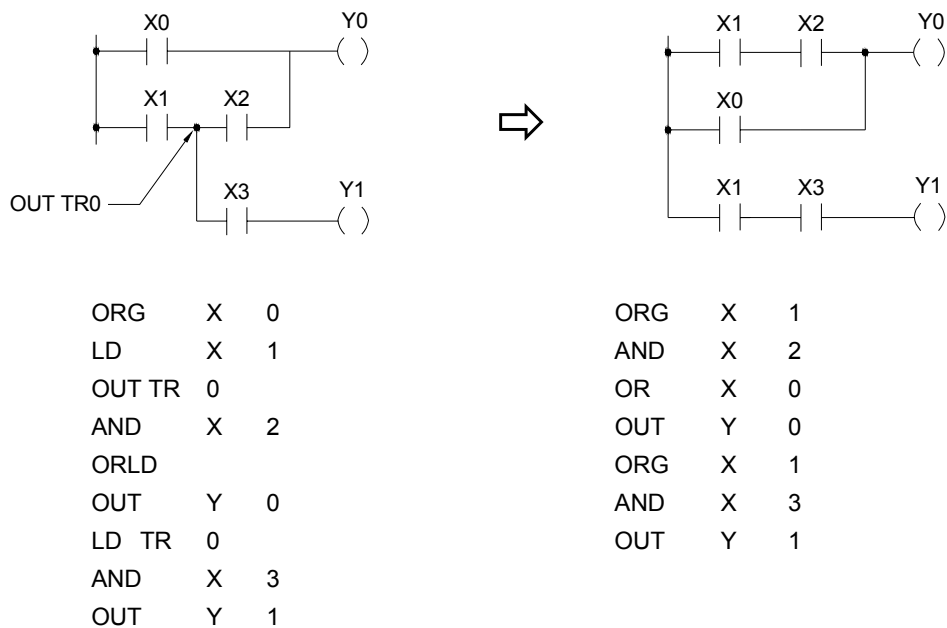 X0 Y0
X1 X2
X3 Y1
OUT TR0
X1 X2 Y0
X0
X1 X3 Y1
ORG X 0
LD X 1
OUT TR 0
AND X 2
ORLD
OUT Y 0
LD TR 0
AND X 3
OUT Y 1
ORG X 1
AND X 2
OR X 0
OUT Y 0
ORG X 1
AND X 3
OUT Y 1